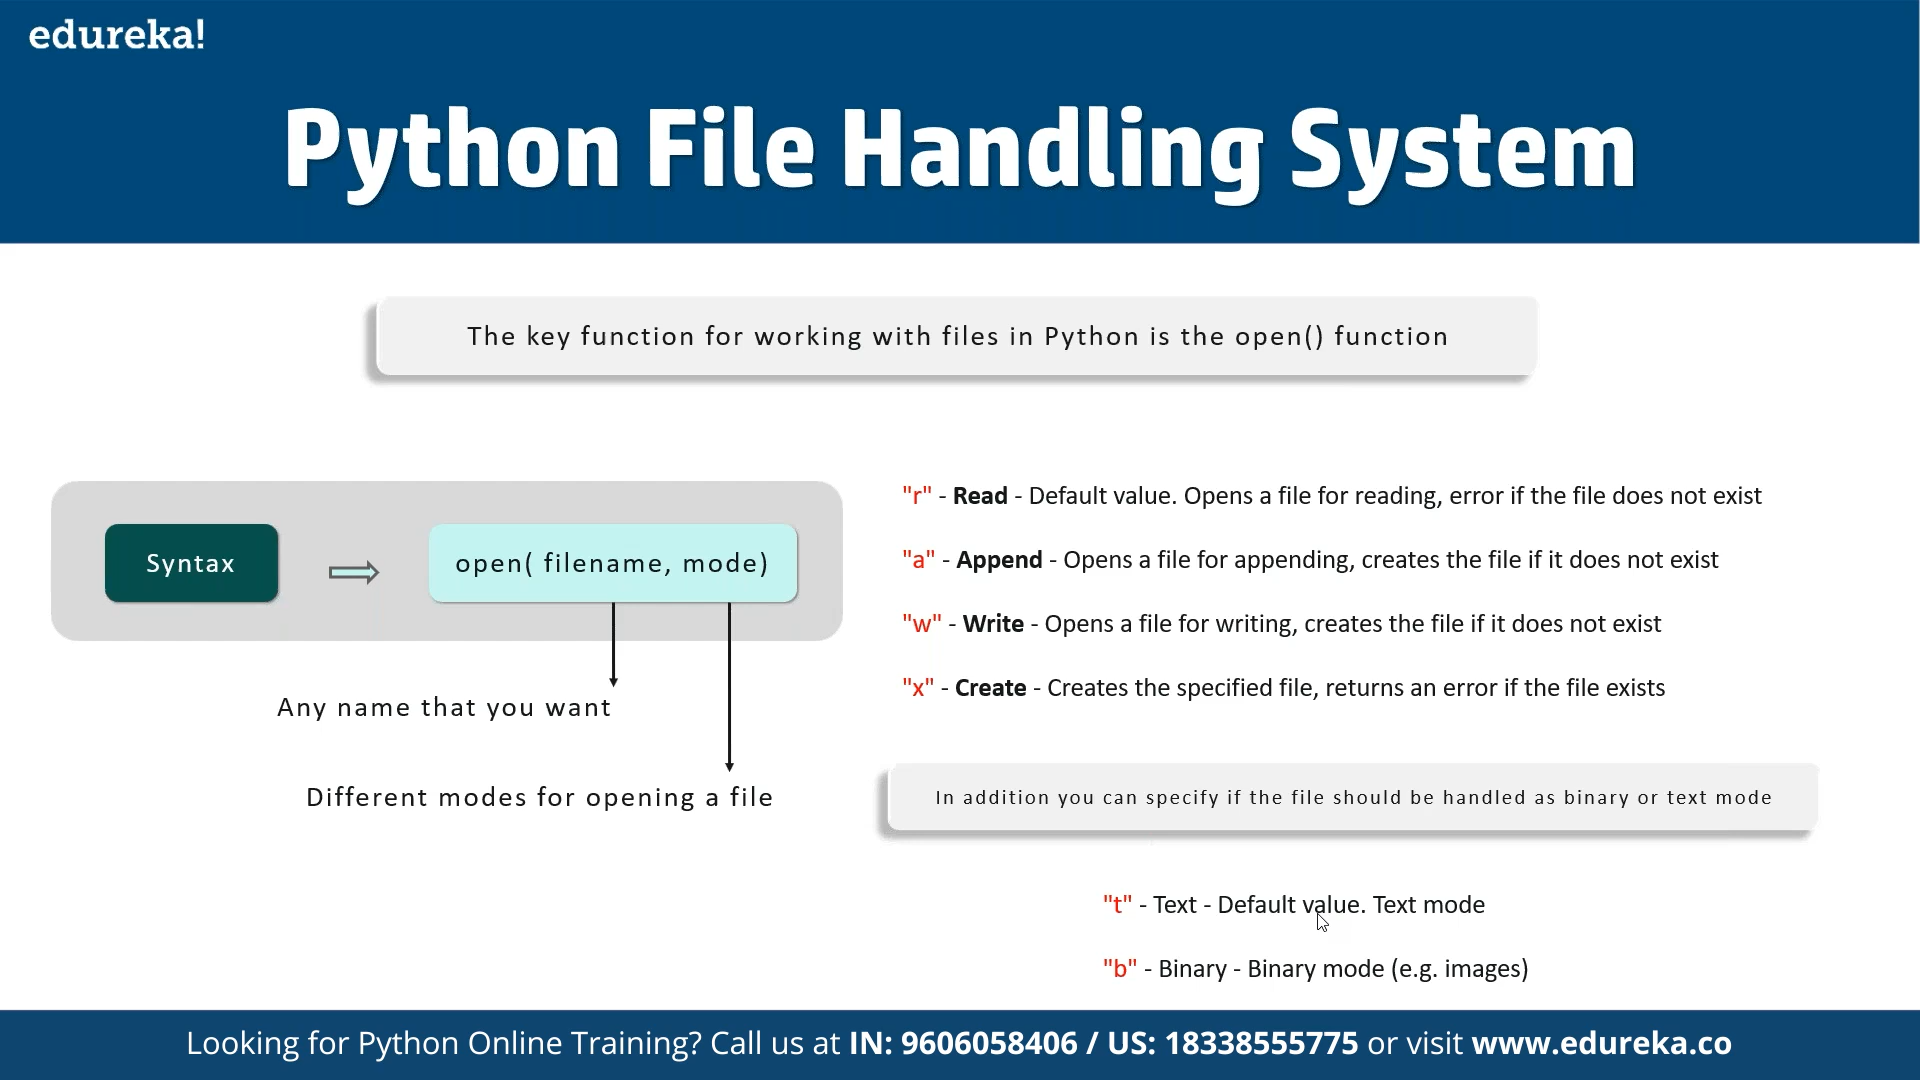 edureka!
Python File Handling System
The key function for working with files in Python is the open() function
Syntax
open( filename, mode)
Any name that you want
Different modes for opening a file
"r" - Read - Default value. Opens a file for reading, error if the file does not exist
"a" - Append - Opens a file for appending, creates the file if it does not exist
"w" - Write - Opens a file for writing, creates the file if it does not exist
"x" - Create - Creates the specified file, returns an error if the file exists
In addition you can specify if the file should be handled as binary or text mode
"t" - Text - Default value. Text mode
"b" - Binary - Binary mode (e.g. images)
Looking for Python Online Training? Call us at IN: 9606058406 / US: 18338555775 or visit www.edureka.co